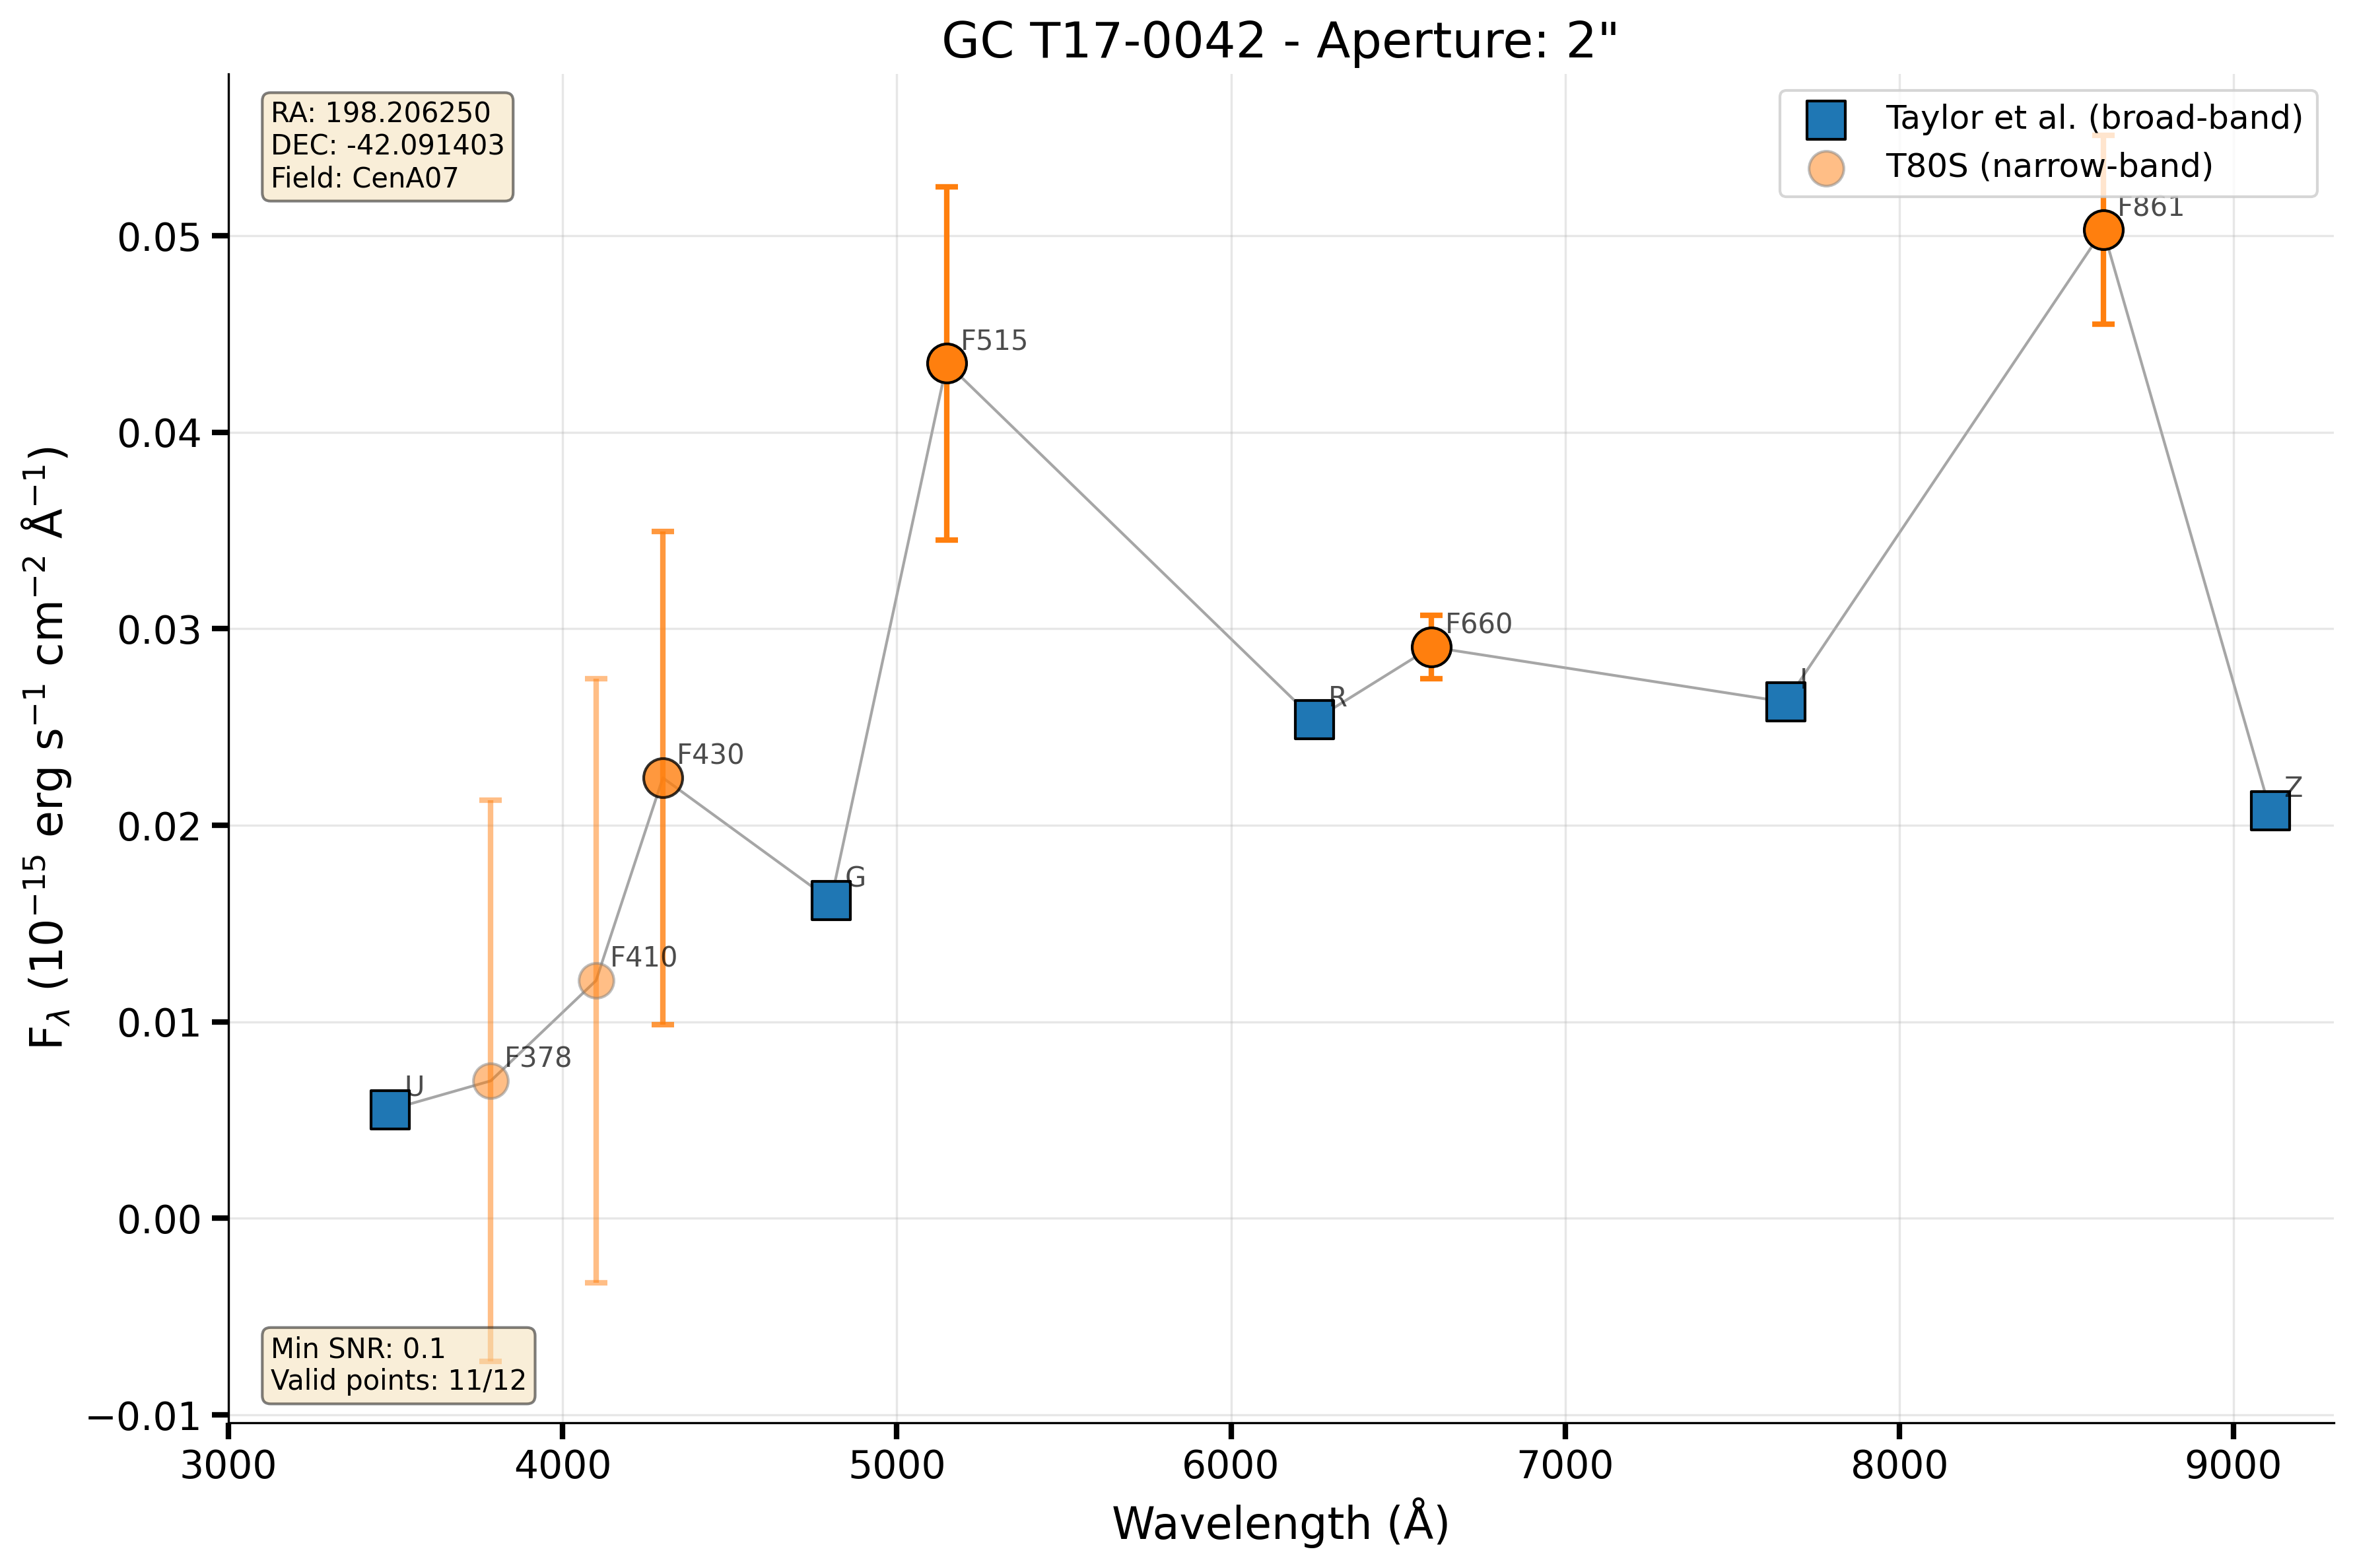 GC T17-0042 - Aperture: 2"
RA: 198.206250
DEC: -42.091403
Field: CenA07
Taylor et al. (broad-band)
T80S (narrow-band)
F861
0.05
F515
0.04
F660
0.03
R
I
F430
Z
0.02
G
F410
0.01
F378
U
0.00
Min SNR: 0.1
Valid points: 11/12
−0.01
3000 4000 5000 6000 7000 8000 9000
Wavelength (Å)
F$_{λ}$ (10$^{−15}$ erg s$^{−1}$ cm$^{−2}$ Å$^{−1}$)